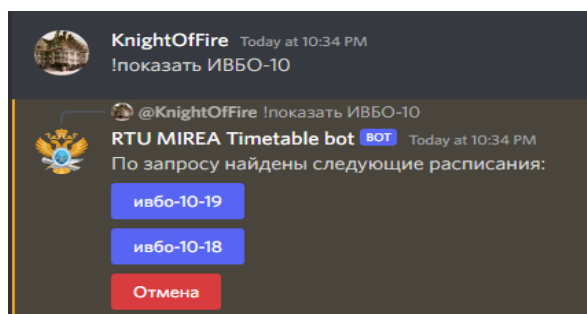 KnightOfFire Today at 10:34 PM
!показать ИВБО-10
@KnightOfFire !показать ИВБО-10
RTU MIREA Timetable bot BOT Today at 10:34 PM
По запросу найдены следующие расписания:
ивбо-10-19
ивбо-10-18
Отмена